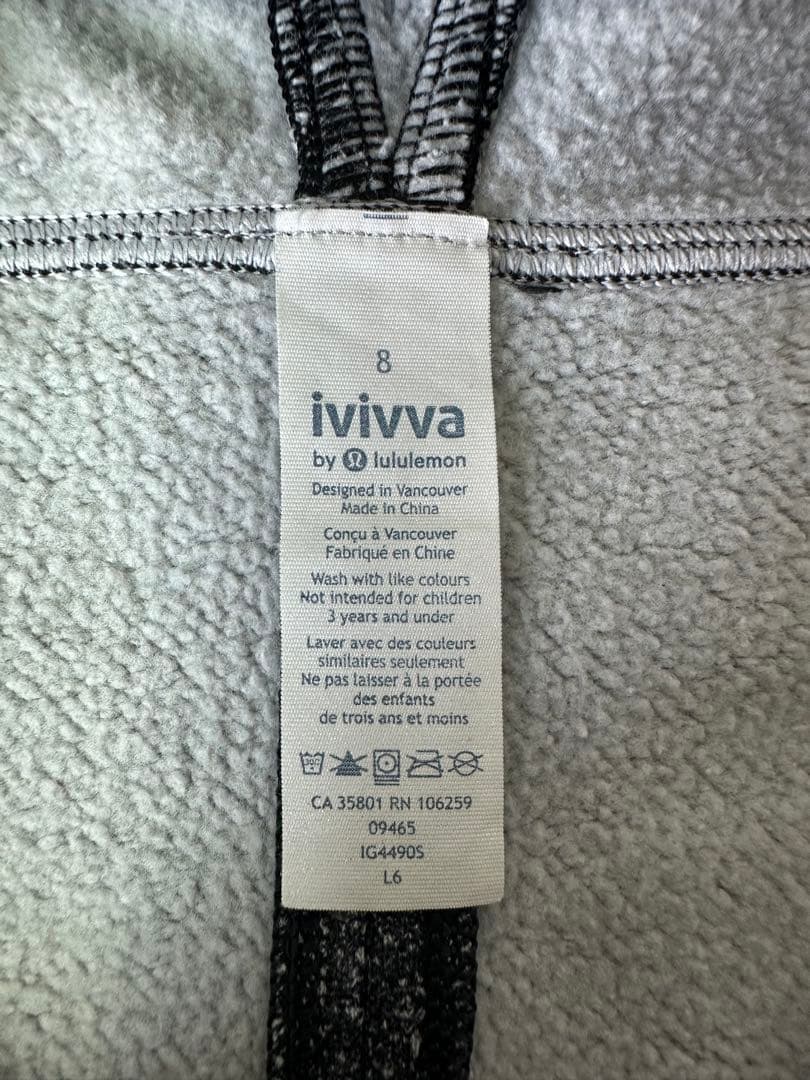 8
ivivva
by lululemon
Designed in Vancouver
Made in China
Conçu à Vancouver
Fabriqué en Chine
Wash with like colours
Not intended for children
3 years and under
Laver avec des couleurs
similaires seulement
Ne pas laisser à la portée
des enfants
de trois ans et moins
CA 35801 RN 106259
09465
IG4490S
L6